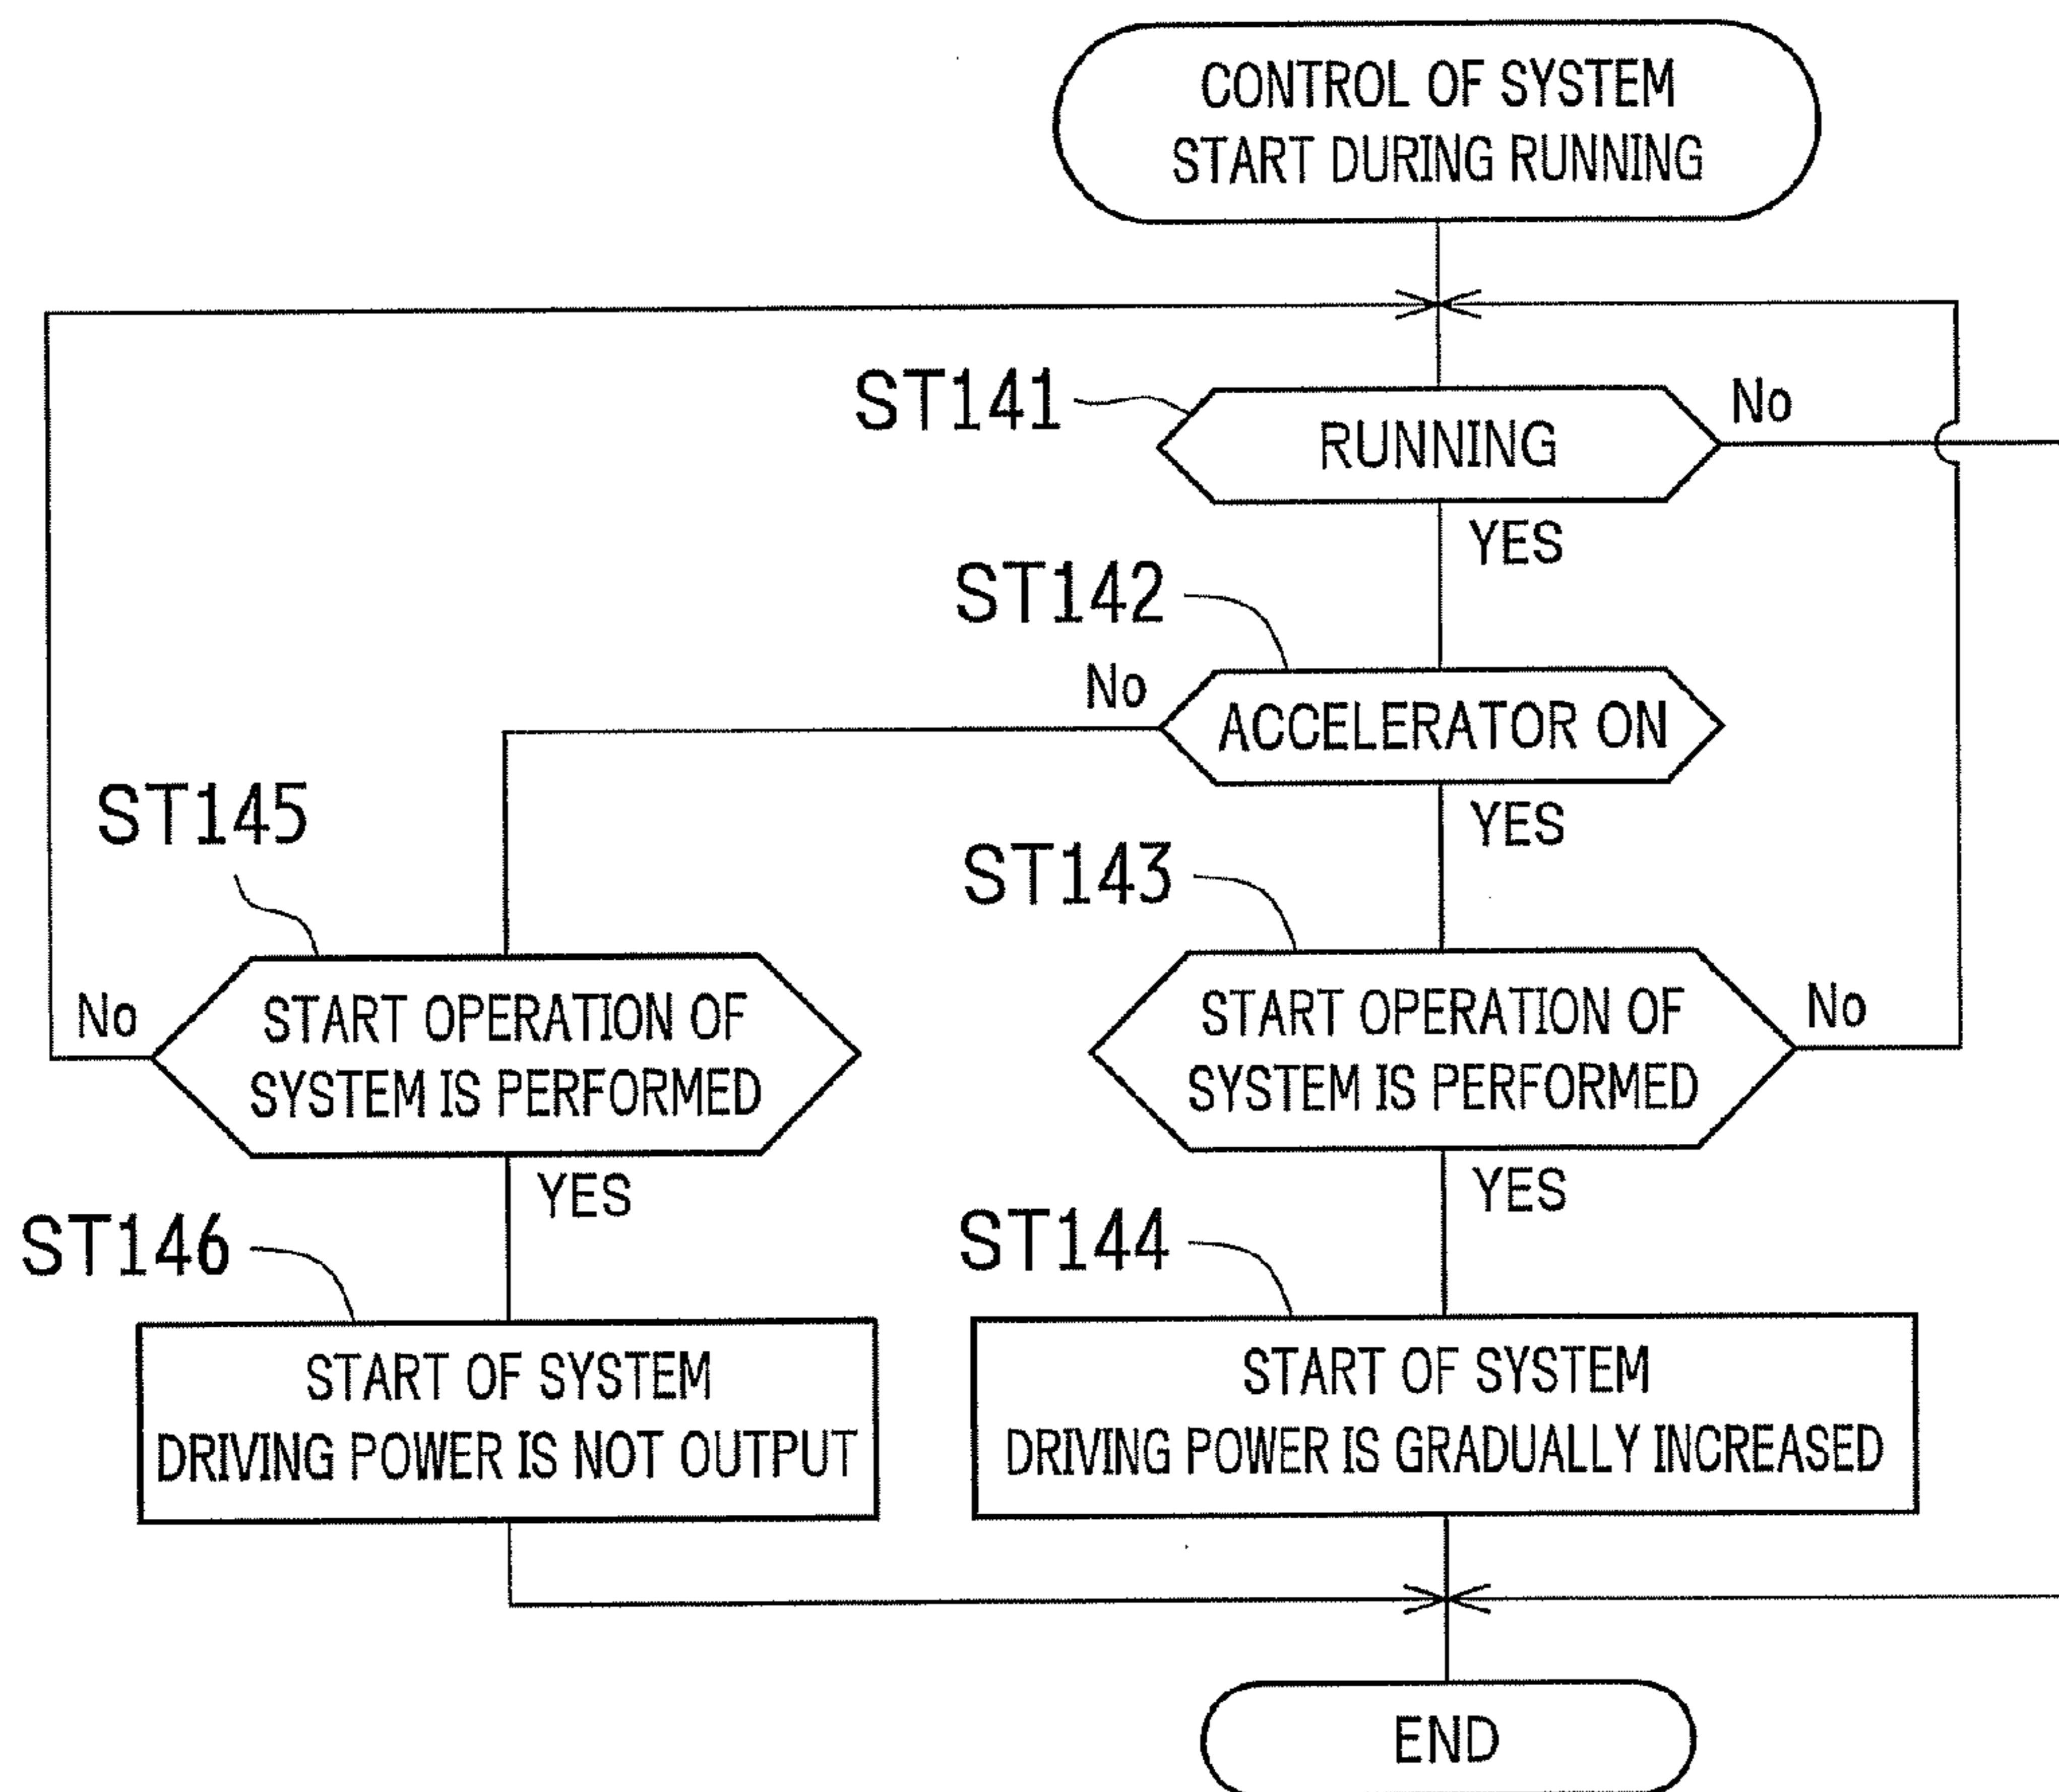 CONTROL OF SYSTEM
START DURING RUNNING
ST141
RUNNING
No
YES
ST142
No
ACCELERATOR ON
YES
ST145
ST143
No
START OPERATION OF
SYSTEM IS PERFORMED
START OPERATION OF
SYSTEM IS PERFORMED
No
YES
YES
ST146
ST144
START OF SYSTEM
DRIVING POWER IS NOT OUTPUT
START OF SYSTEM
DRIVING POWER IS GRADUALLY INCREASED
END